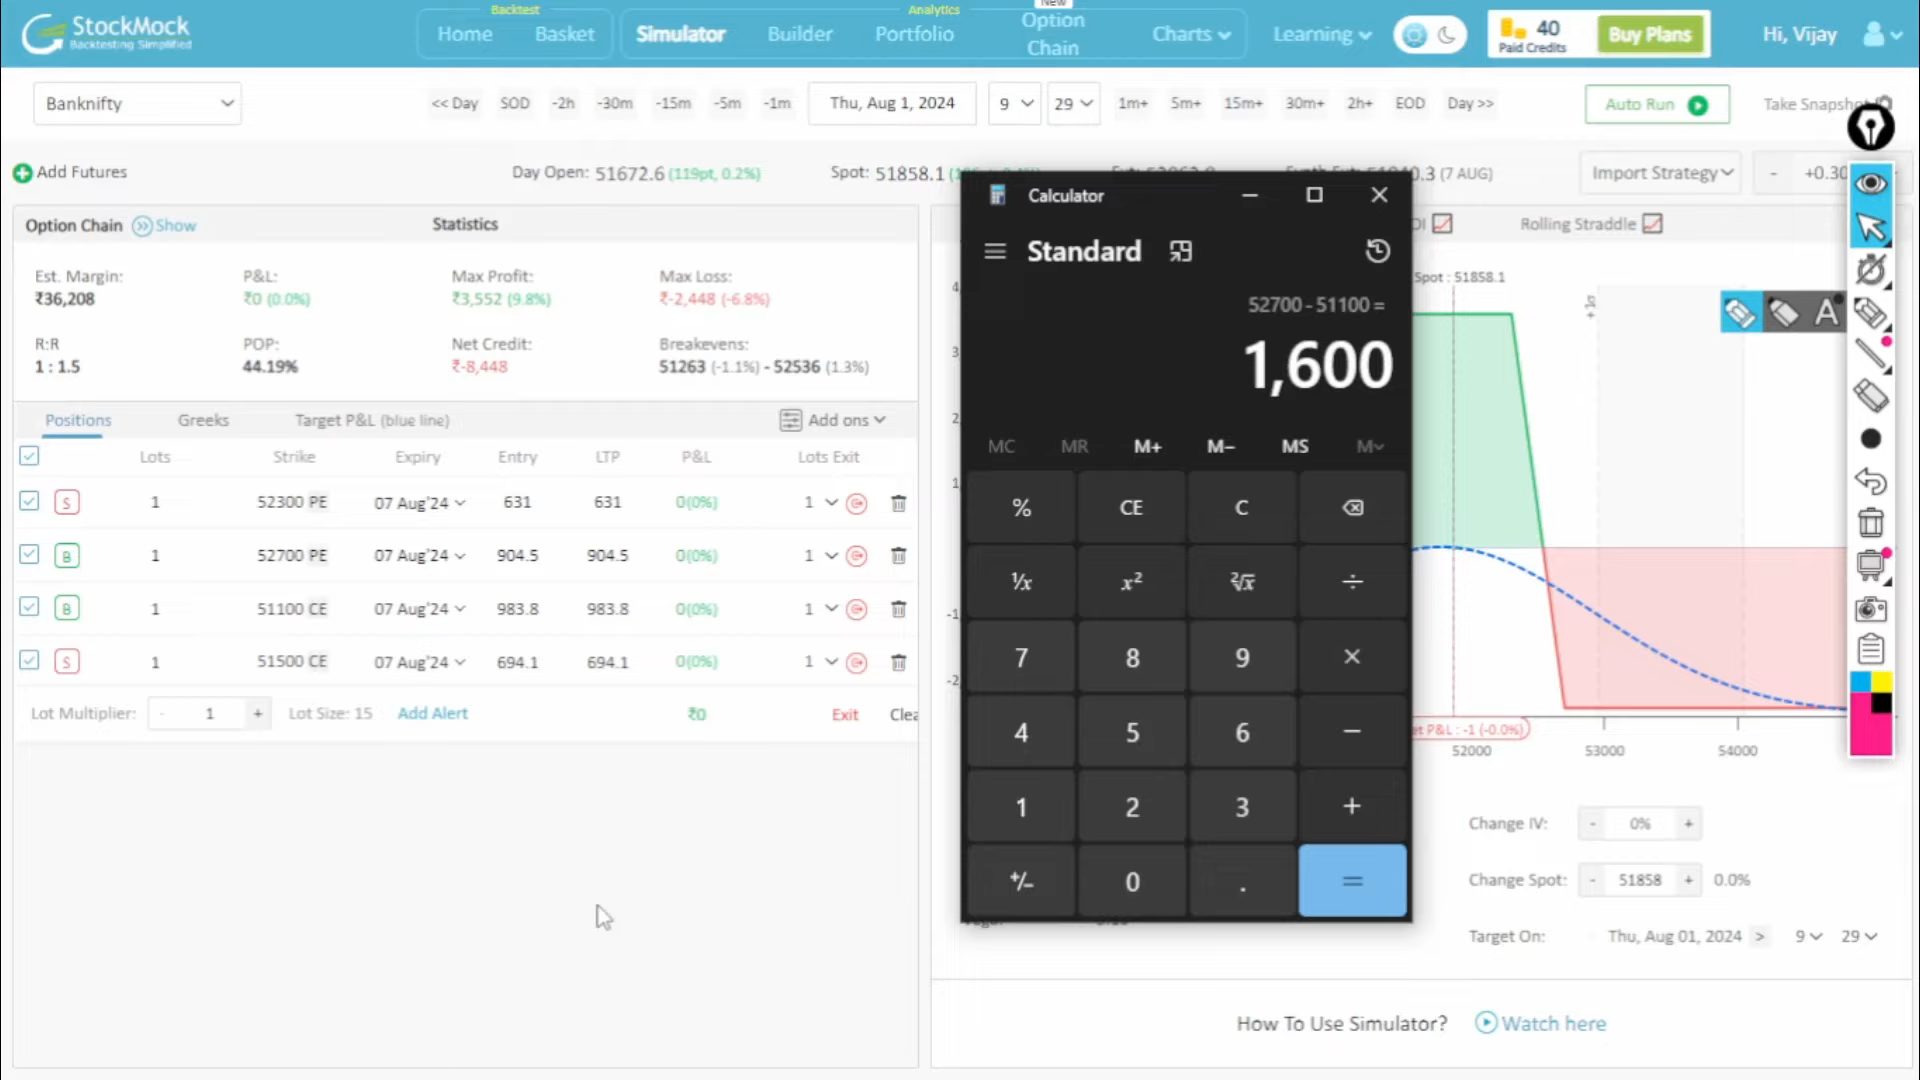 StockMock
Backtesting Simplified
Backtest
Home Basket
Simulator Builder
Analytics
Portfolio
New
Option
Chain
Charts
Learning
40
Paid Credits
Buy Plans
Hi, Vijay
Banknifty
<< Day SOD -2h -30m -15m -5m -1m Thu, Aug 1, 2024 9 29 1m+ 5m+ 15m+ 30m+ 2h+ EOD Day >>
Auto Run
Take Snapshot
Add Futures
Day Open: 51672.6 (119pt, 0.2%)
Spot: 51858.1
(7 AUG)
Import Strategy
- +0.30
Option Chain Show
Statistics
Est. Margin: P&L: Max Profit: Max Loss:
₹36,208 ₹0 (0.0%) ₹3,552 (9.8%) ₹-2,448 (-6.8%)
R:R POP: Net Credit: Breakevens:
1 : 1.5 44.19% ₹-8,448 51263 (-1.1%) - 52536 (1.3%)
Positions Greeks Target P&L (blue line) Add ons
Lots Strike Expiry Entry LTP P&L Lots Exit
S 1 52300 PE 07 Aug'24 631 631 0(0%) 1
B 1 52700 PE 07 Aug'24 904.5 904.5 0(0%) 1
B 1 51100 CE 07 Aug'24 983.8 983.8 0(0%) 1
S 1 51500 CE 07 Aug'24 694.1 694.1 0(0%) 1
Lot Multiplier: - 1 + Lot Size: 15 Add Alert ₹0 Exit Clea
Calculator
Standard
52700 - 51100 =
1,600
MC MR M+ M− MS M
% CE C
⅟x x² ²√x ÷
7 8 9 ×
4 5 6 −
1 2 3 +
+/− 0 . =
Rolling Straddle
Spot : 51858.1
+1σ
A
4
3
2
1
-1
-2
et P&L : -1 (-0.0%)
52000 53000 54000
Change IV: - 0% +
Change Spot: - 51858 + 0.0%
Target On: Thu, Aug 01, 2024 > 9 29
How To Use Simulator? Watch here